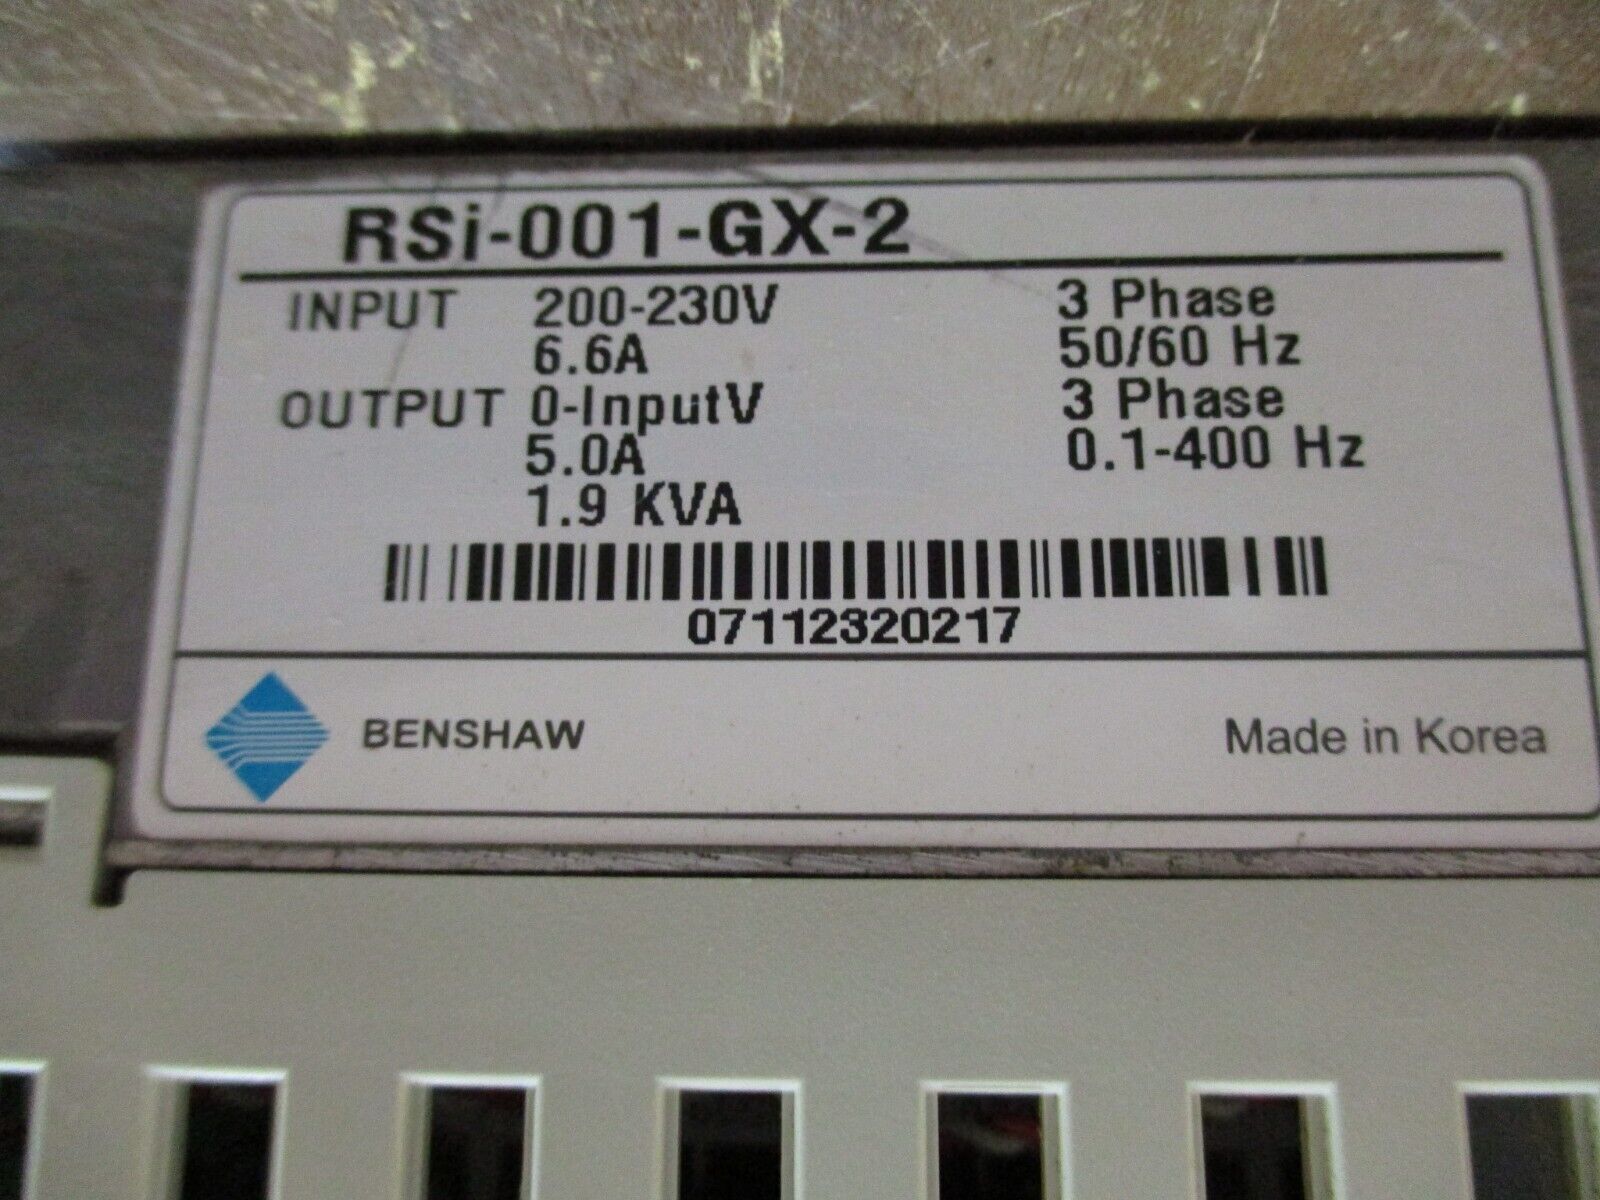 RSi-001-GX-2
INPUT 200-230V 3 Phase
6.6A 50/60 Hz
OUTPUT 0-InputV 3 Phase
5.0A 0.1-400 Hz
1.9 KVA
07112320217
BENSHAW Made in Korea